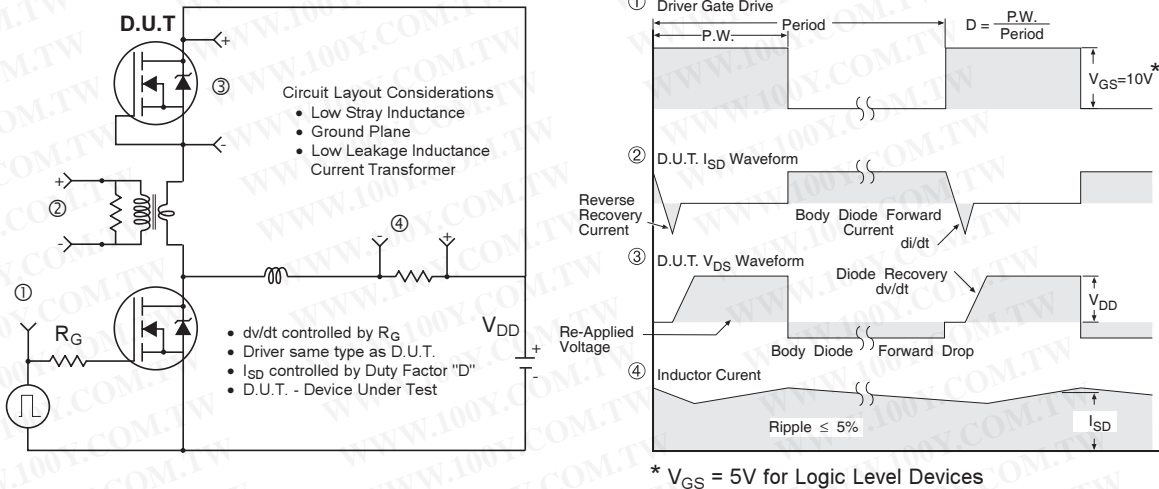 D.U.T
+
③
-
Circuit Layout Considerations
• Low Stray Inductance
• Ground Plane
• Low Leakage Inductance
Current Transformer
+
②
-
④
-
+
①
R_G
• dv/dt controlled by R_G
• Driver same type as D.U.T.
• I_SD controlled by Duty Factor "D"
• D.U.T. - Device Under Test
V_DD
+
-
① Driver Gate Drive
P.W.
Period
D = P.W. / Period
V_GS=10V *
② D.U.T. I_SD Waveform
Reverse
Recovery
Current
Body Diode Forward
Current
di/dt
③ D.U.T. V_DS Waveform
Diode Recovery
dv/dt
V_DD
Re-Applied
Voltage
Body Diode Forward Drop
④ Inductor Curent
Ripple ≤ 5%
I_SD
* V_GS = 5V for Logic Level Devices
WWW.100Y.COM.TW